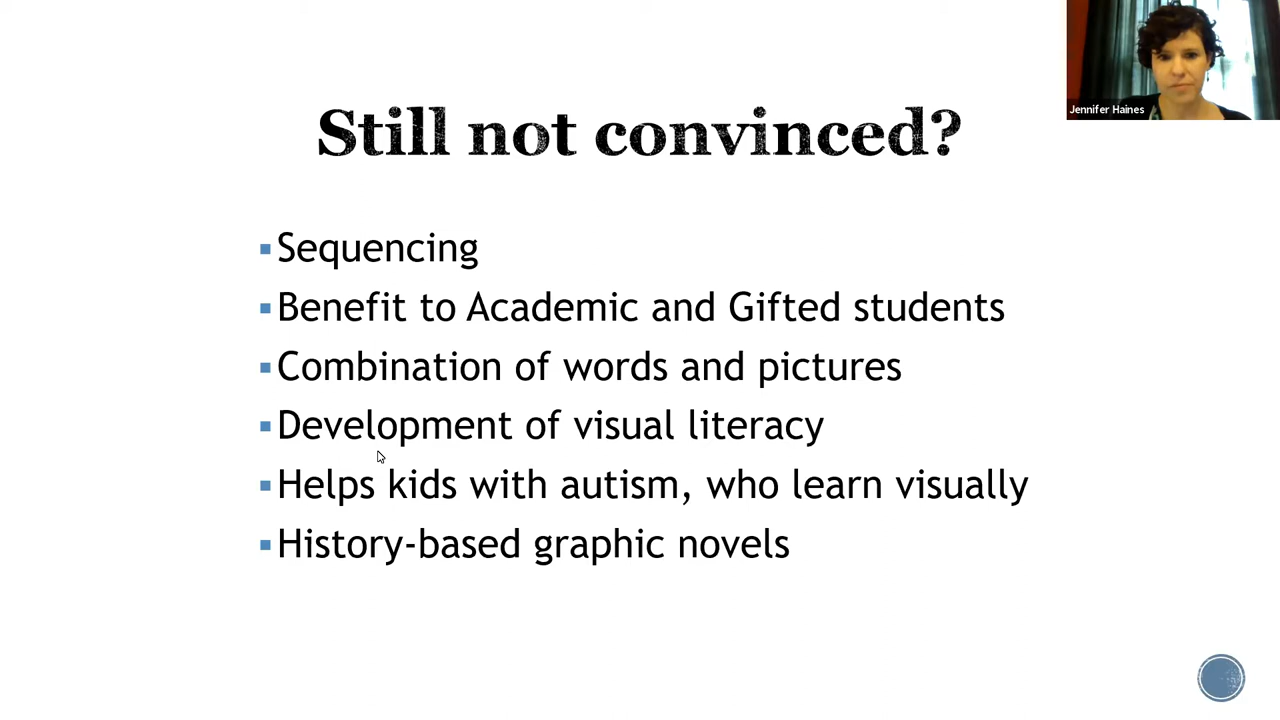 Jennifer Haines
Still not convinced?
▪Sequencing
▪Benefit to Academic and Gifted students
▪Combination of words and pictures
▪Development of visual literacy
▪Helps kids with autism, who learn visually
▪History-based graphic novels